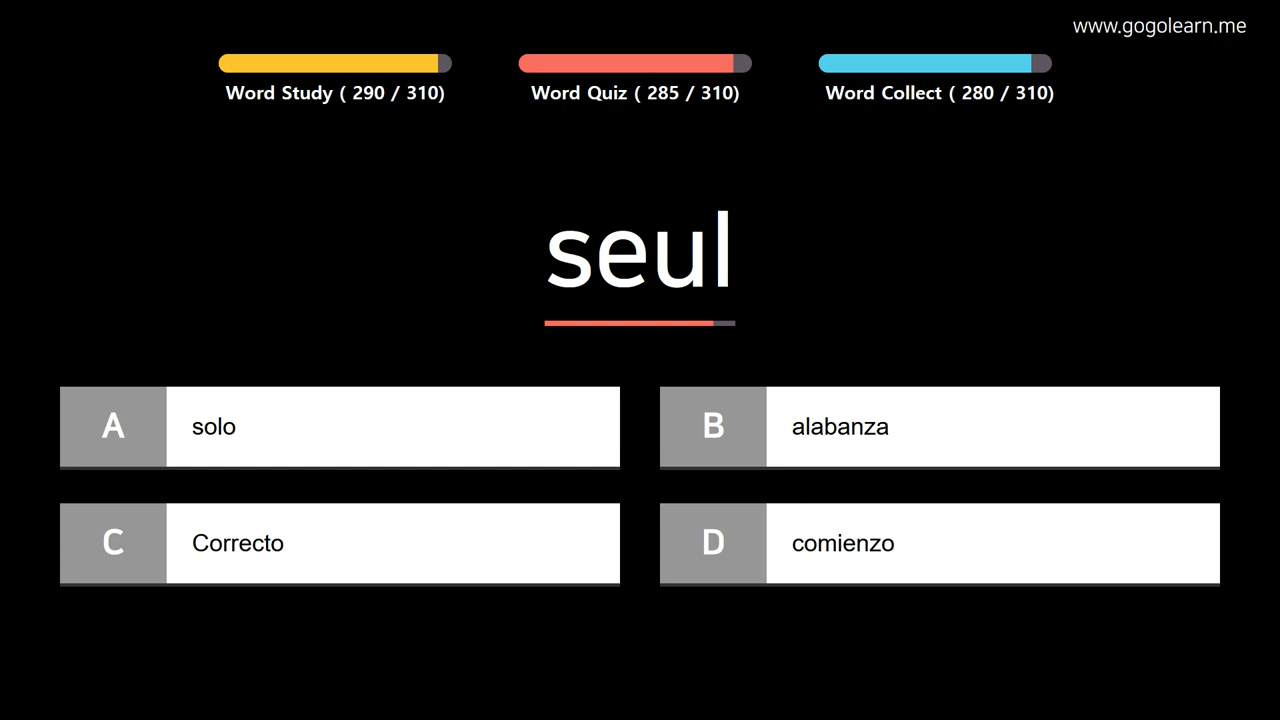 www.gogolearn.me
Word Study ( 290 / 310)
Word Quiz ( 285 / 310)
Word Collect ( 280 / 310)
seul
A solo
B alabanza
C Correcto
D comienzo